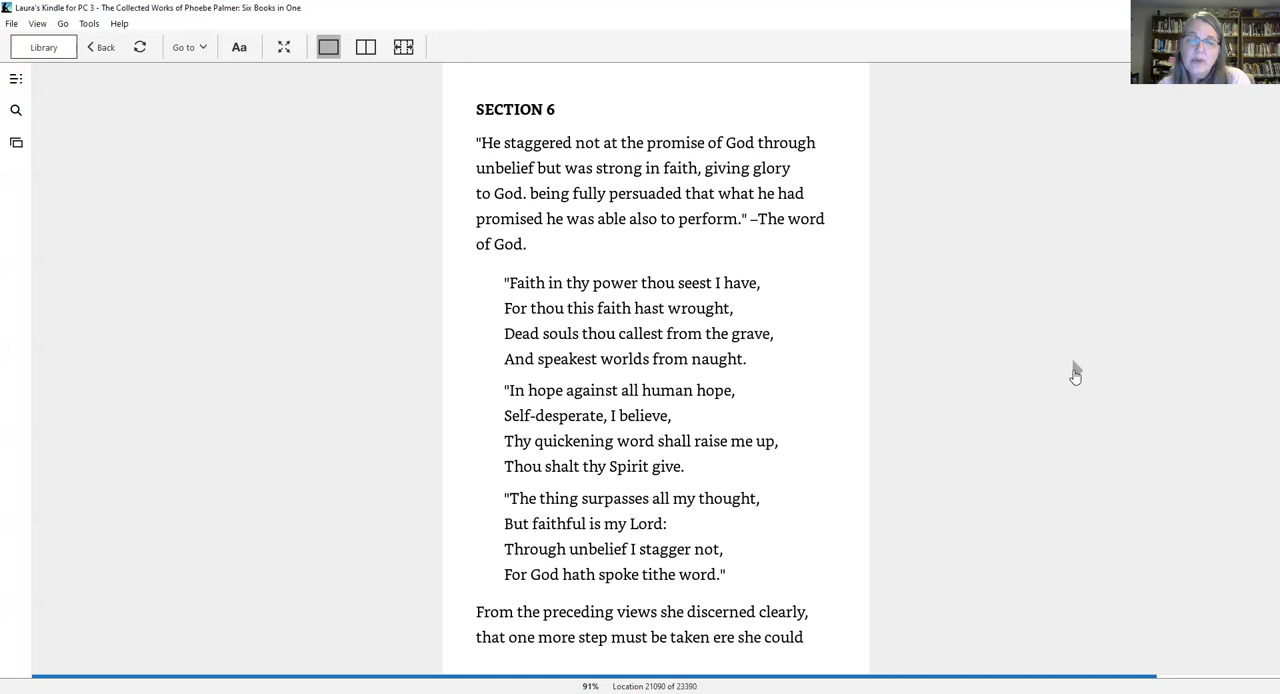 Laura's Kindle for PC 3 - The Collected Works of Phoebe Palmer: Six Books in One
File View Go Tools Help
Library Back Go to Aa
SECTION 6
"He staggered not at the promise of God through
unbelief but was strong in faith, giving glory
to God. being fully persuaded that what he had
promised he was able also to perform." –The word
of God.
"Faith in thy power thou seest I have,
For thou this faith hast wrought,
Dead souls thou callest from the grave,
And speakest worlds from naught.
"In hope against all human hope,
Self-desperate, I believe,
Thy quickening word shall raise me up,
Thou shalt thy Spirit give.
"The thing surpasses all my thought,
But faithful is my Lord:
Through unbelief I stagger not,
For God hath spoke tithe word."
From the preceding views she discerned clearly,
that one more step must be taken ere she could
91% Location 21090 of 23390